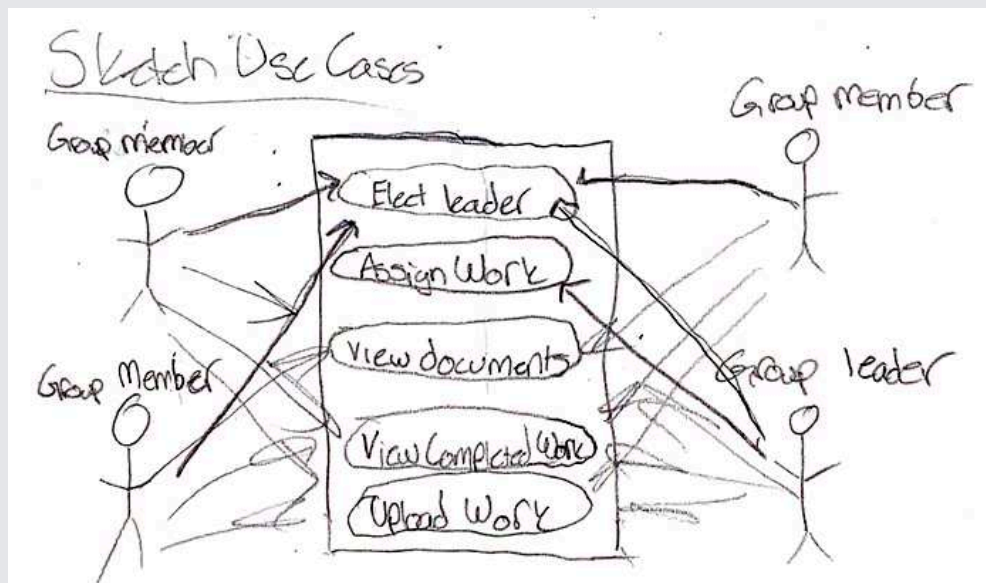 Sketch Use Cases
Group member
Group member
Elect leader
Assign Work
View documents
Group Member
Group leader
View Completed Work
Upload Work